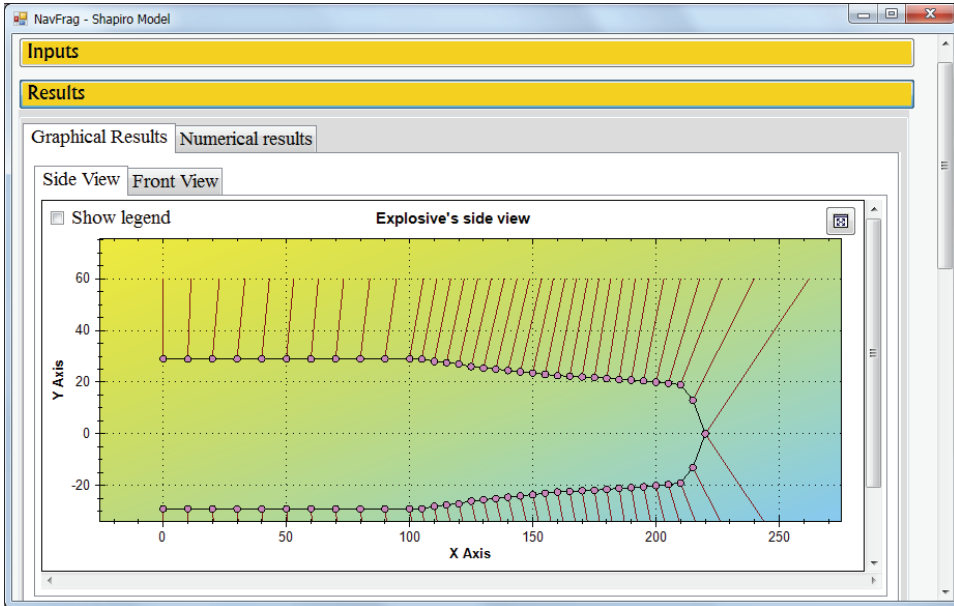 NavFrag - Shapiro Model
Inputs
Results
Graphical Results Numerical results
Side View Front View
Show legend Explosive's side view
60
40
20
0
-20
Y Axis
0 50 100 150 200 250
X Axis